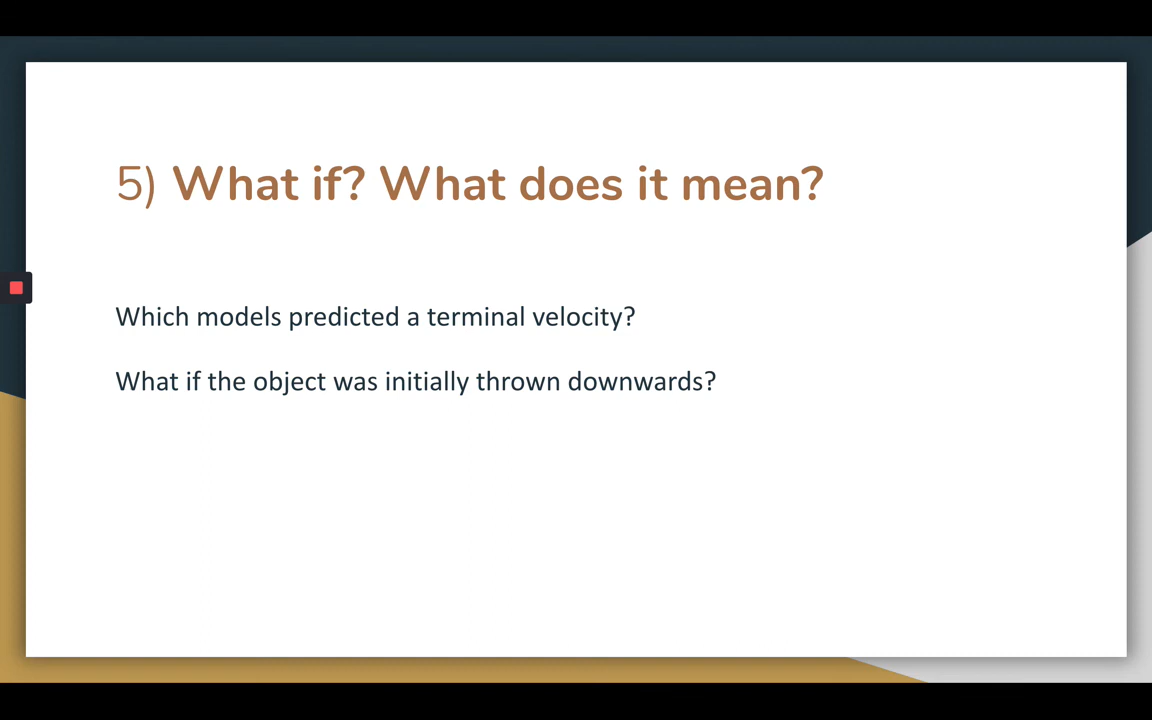 5) What if? What does it mean?
Which models predicted a terminal velocity?
What if the object was initially thrown downwards?